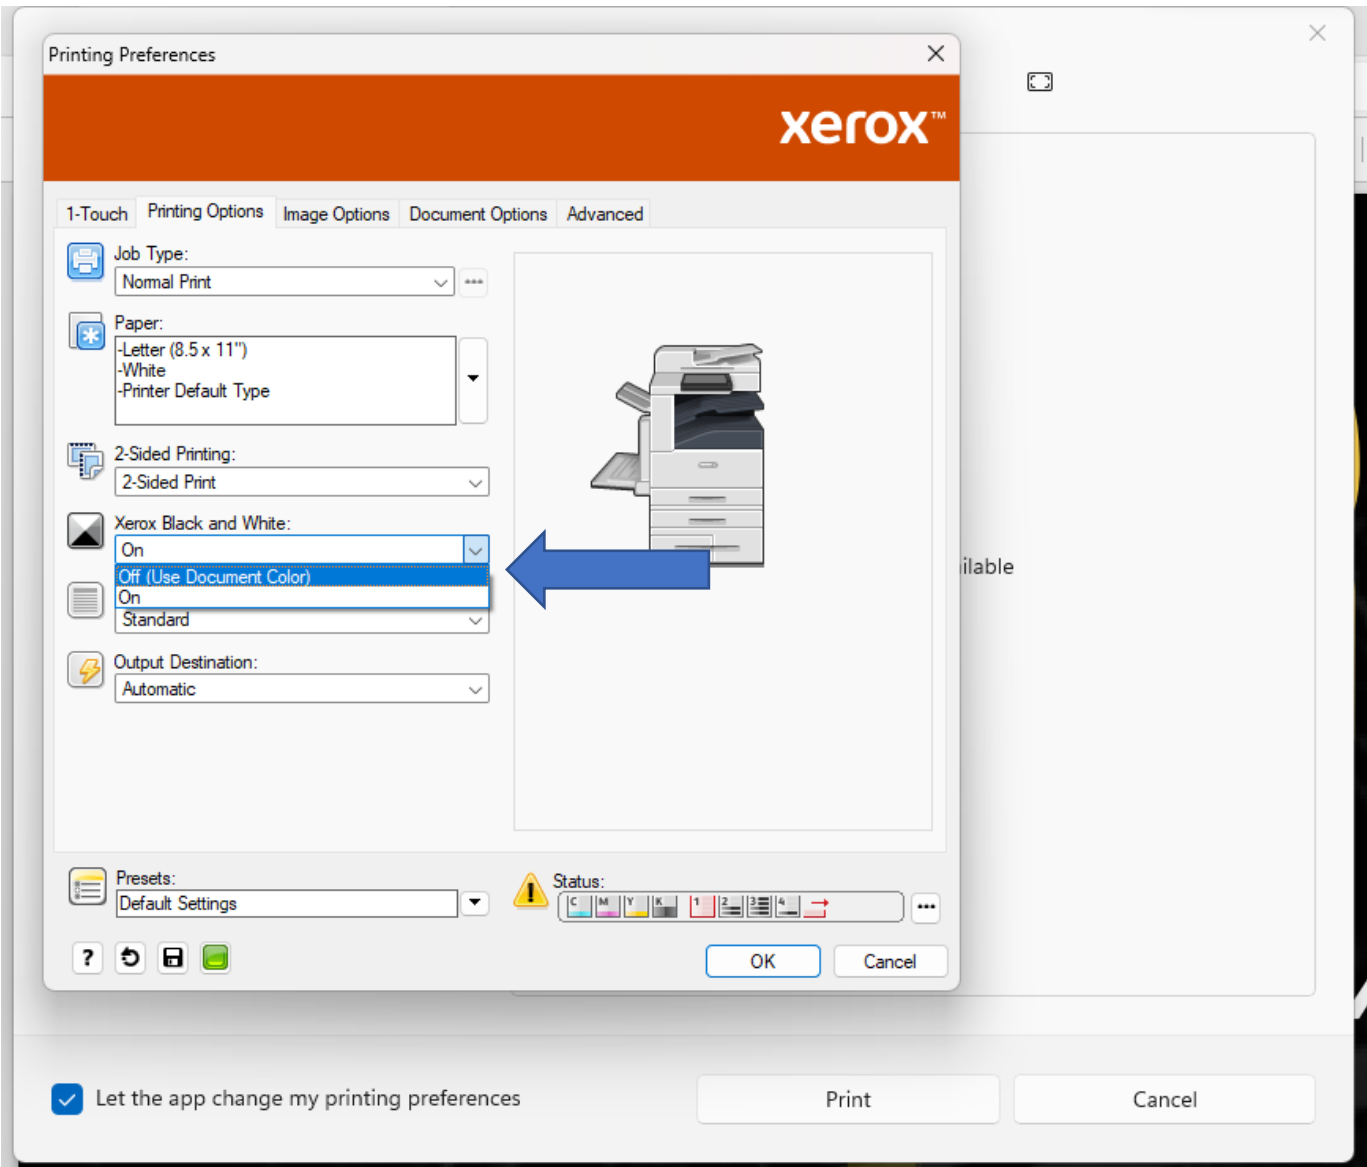 Printing Preferences
xerox™
1-Touch Printing Options Image Options Document Options Advanced
Job Type:
Normal Print
Paper:
-Letter (8.5 x 11")
-White
-Printer Default Type
2-Sided Printing:
2-Sided Print
Xerox Black and White:
On
Off (Use Document Color)
On
Standard
Output Destination:
Automatic
ilable
Presets:
Default Settings
Status:
C M Y K 1 2 3 4
? OK Cancel
Let the app change my printing preferences Print Cancel